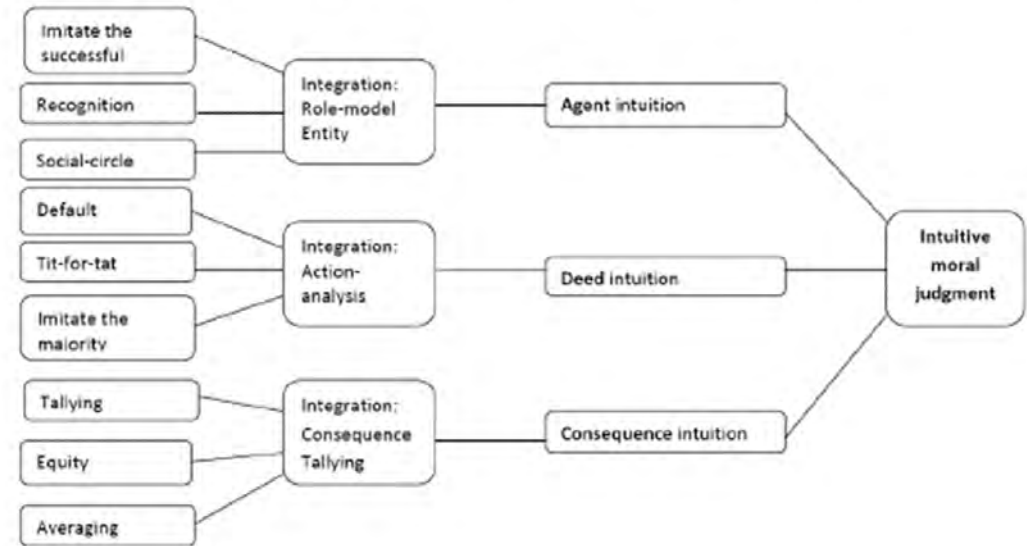 Imitate the
successful
Recognition
Social-circle
Integration:
Role-model
Entity
Agent intuition
Default
Tit-for-tat
Imitate the
majority
Integration:
Action-
analysis
Deed intuition
Tallying
Equity
Averaging
Integration:
Consequence
Tallying
Consequence intuition
Intuitive
moral
judgment